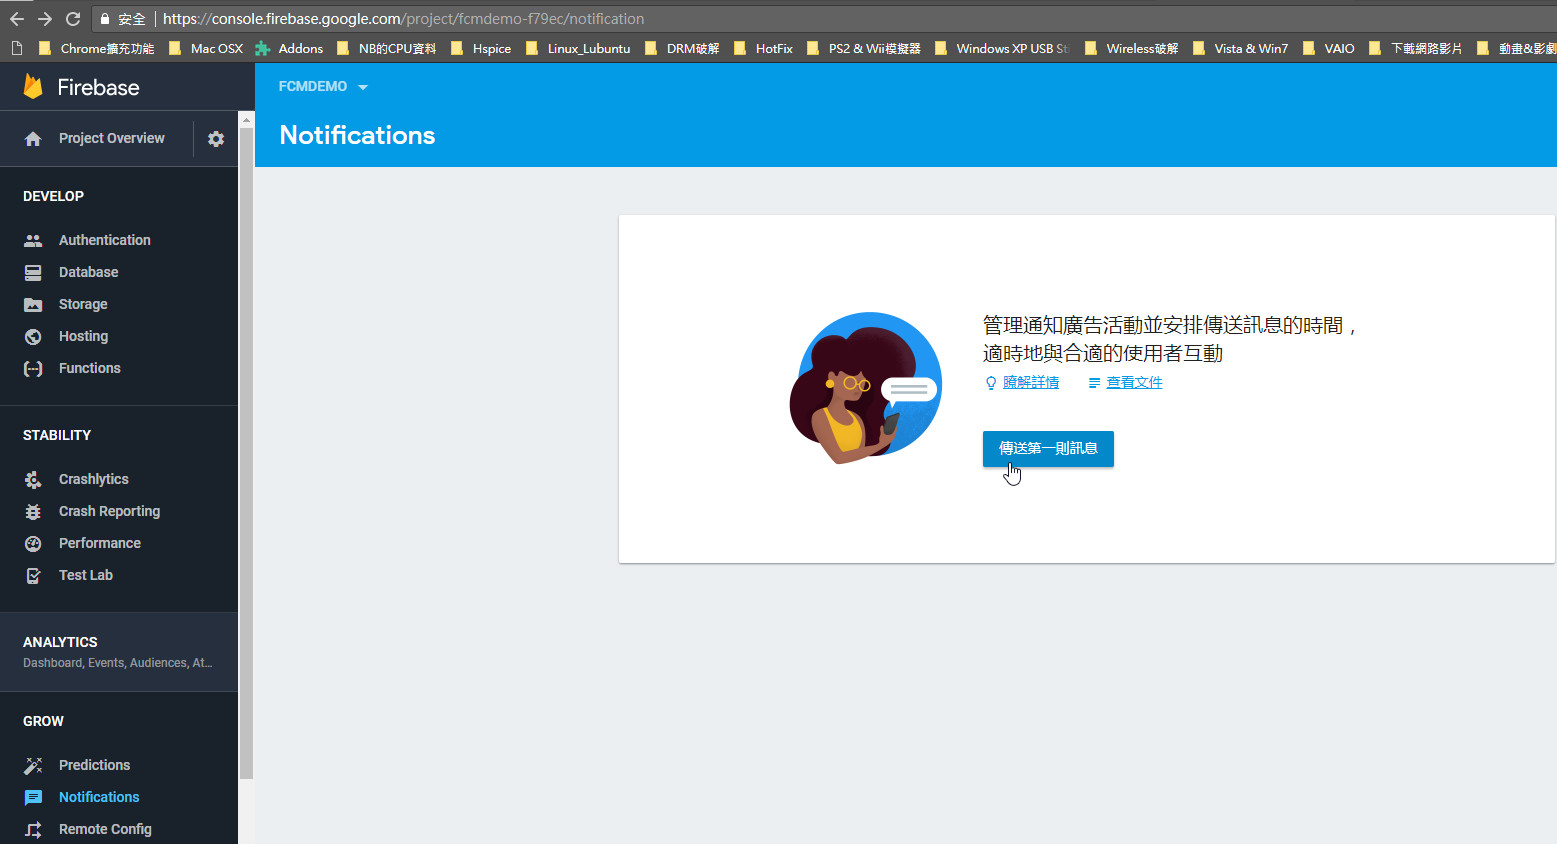 安全 https://console.firebase.google.com/project/fcmdemo-f79ec/notification
Chrome擴充功能 Mac OSX Addons NB的CPU資料 Hspice Linux_Lubuntu DRM破解 HotFix PS2 & Wii模擬器 Windows XP USB Wireless破解 Vista & Win7 VAIO 下載網路影片 動畫&影劇
Firebase
Project Overview
DEVELOP
Authentication
Database
Storage
Hosting
Functions
STABILITY
Crashlytics
Crash Reporting
Performance
Test Lab
ANALYTICS
Dashboard, Events, Audiences, At...
GROW
Predictions
Notifications
Remote Config
FCMDEMO
Notifications
管理通知廣告活動並安排傳送訊息的時間，
適時地與合適的使用者互動
瞭解詳情 查看文件
傳送第一則訊息